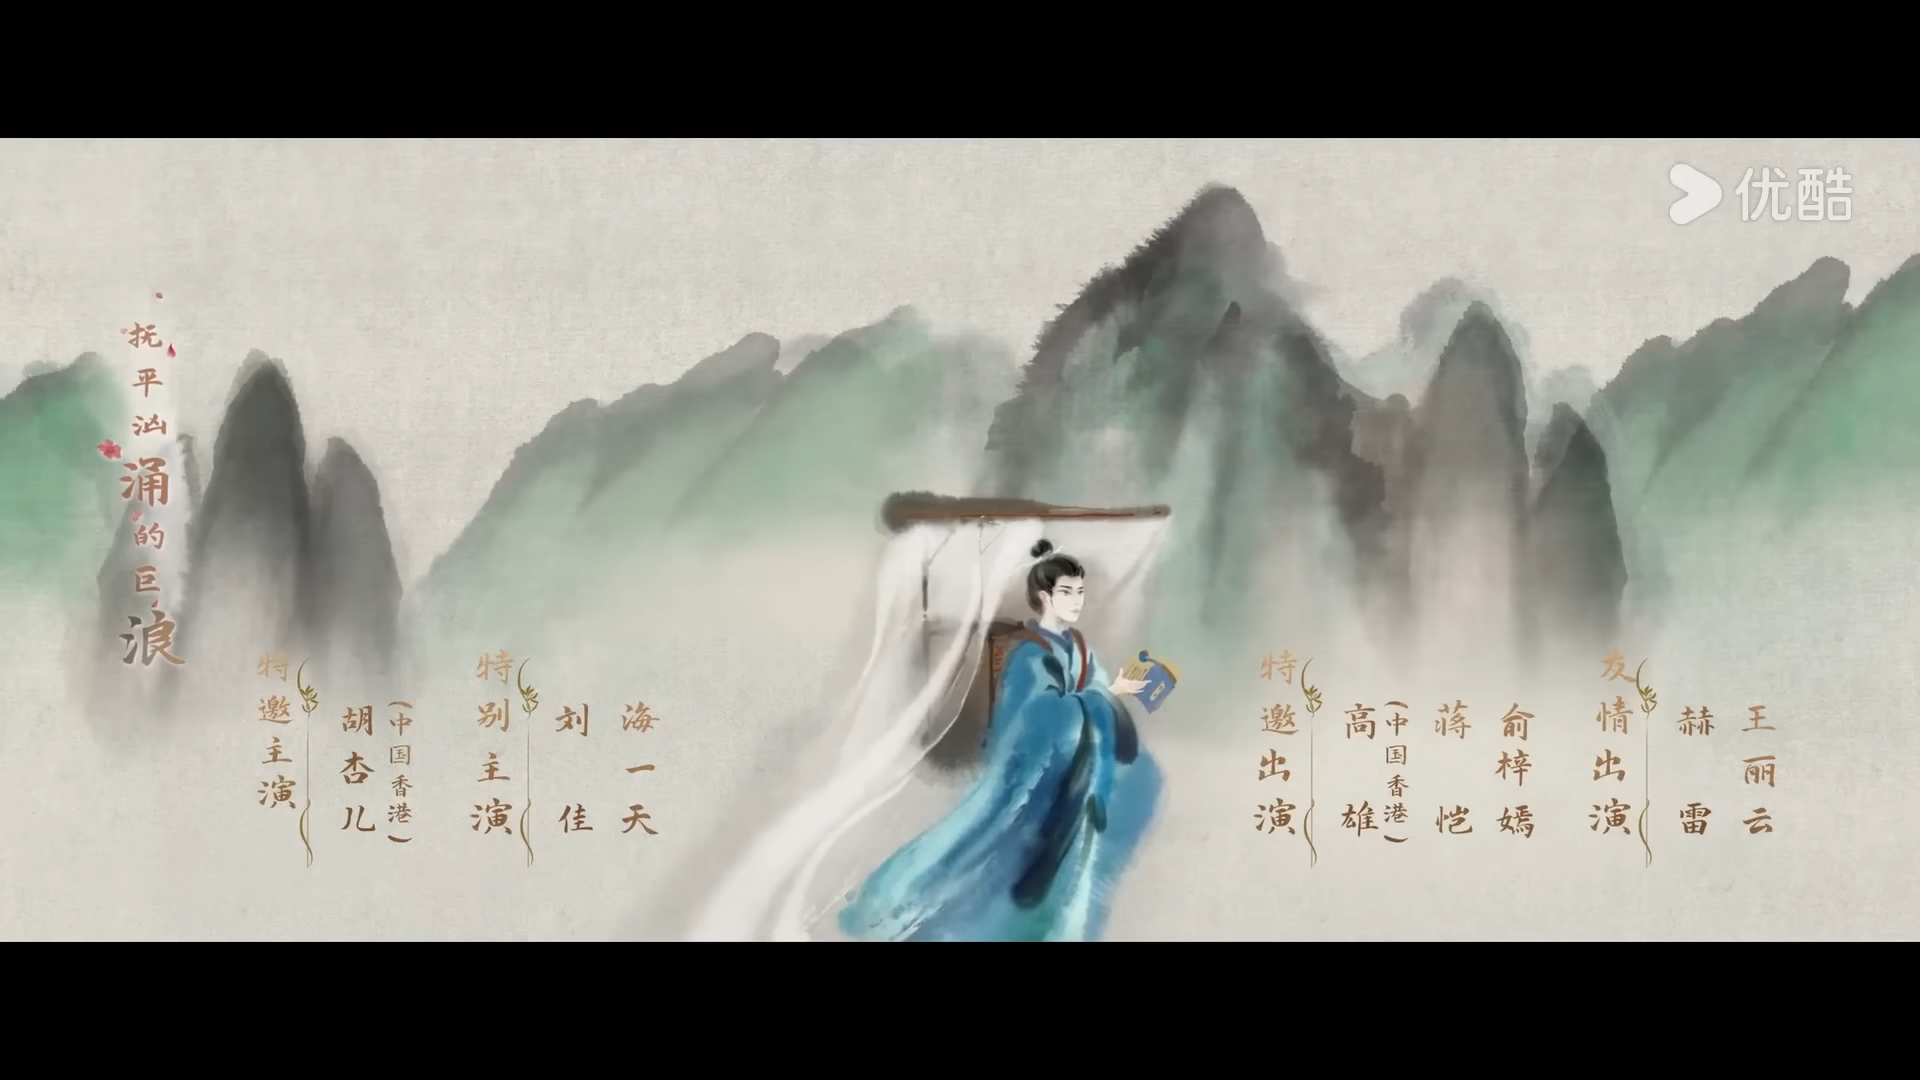 优酷
抚平汹涌的巨浪
特邀主演
胡杏儿
(中国香港)
特别主演
刘佳
海一天
特邀出演
高雄
(中国香港)
蒋恺
俞梓嫣
友情出演
赫雷
王丽云